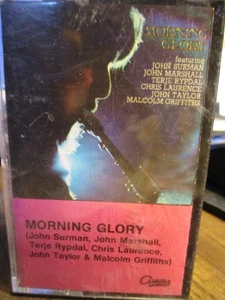 MORNING
GLORY
featuring
JOHN SURMAN
JOHN MARSHALL
TERJE RYPDAL
CHRIS LAURENCE
JOHN TAYLOR
MALCOLM GRIFFITHS
MORNING GLORY
(John Surman, John Marshall,
Terje Rypdal, Chris Laurence,
John Taylor & Malcolm Griffiths)